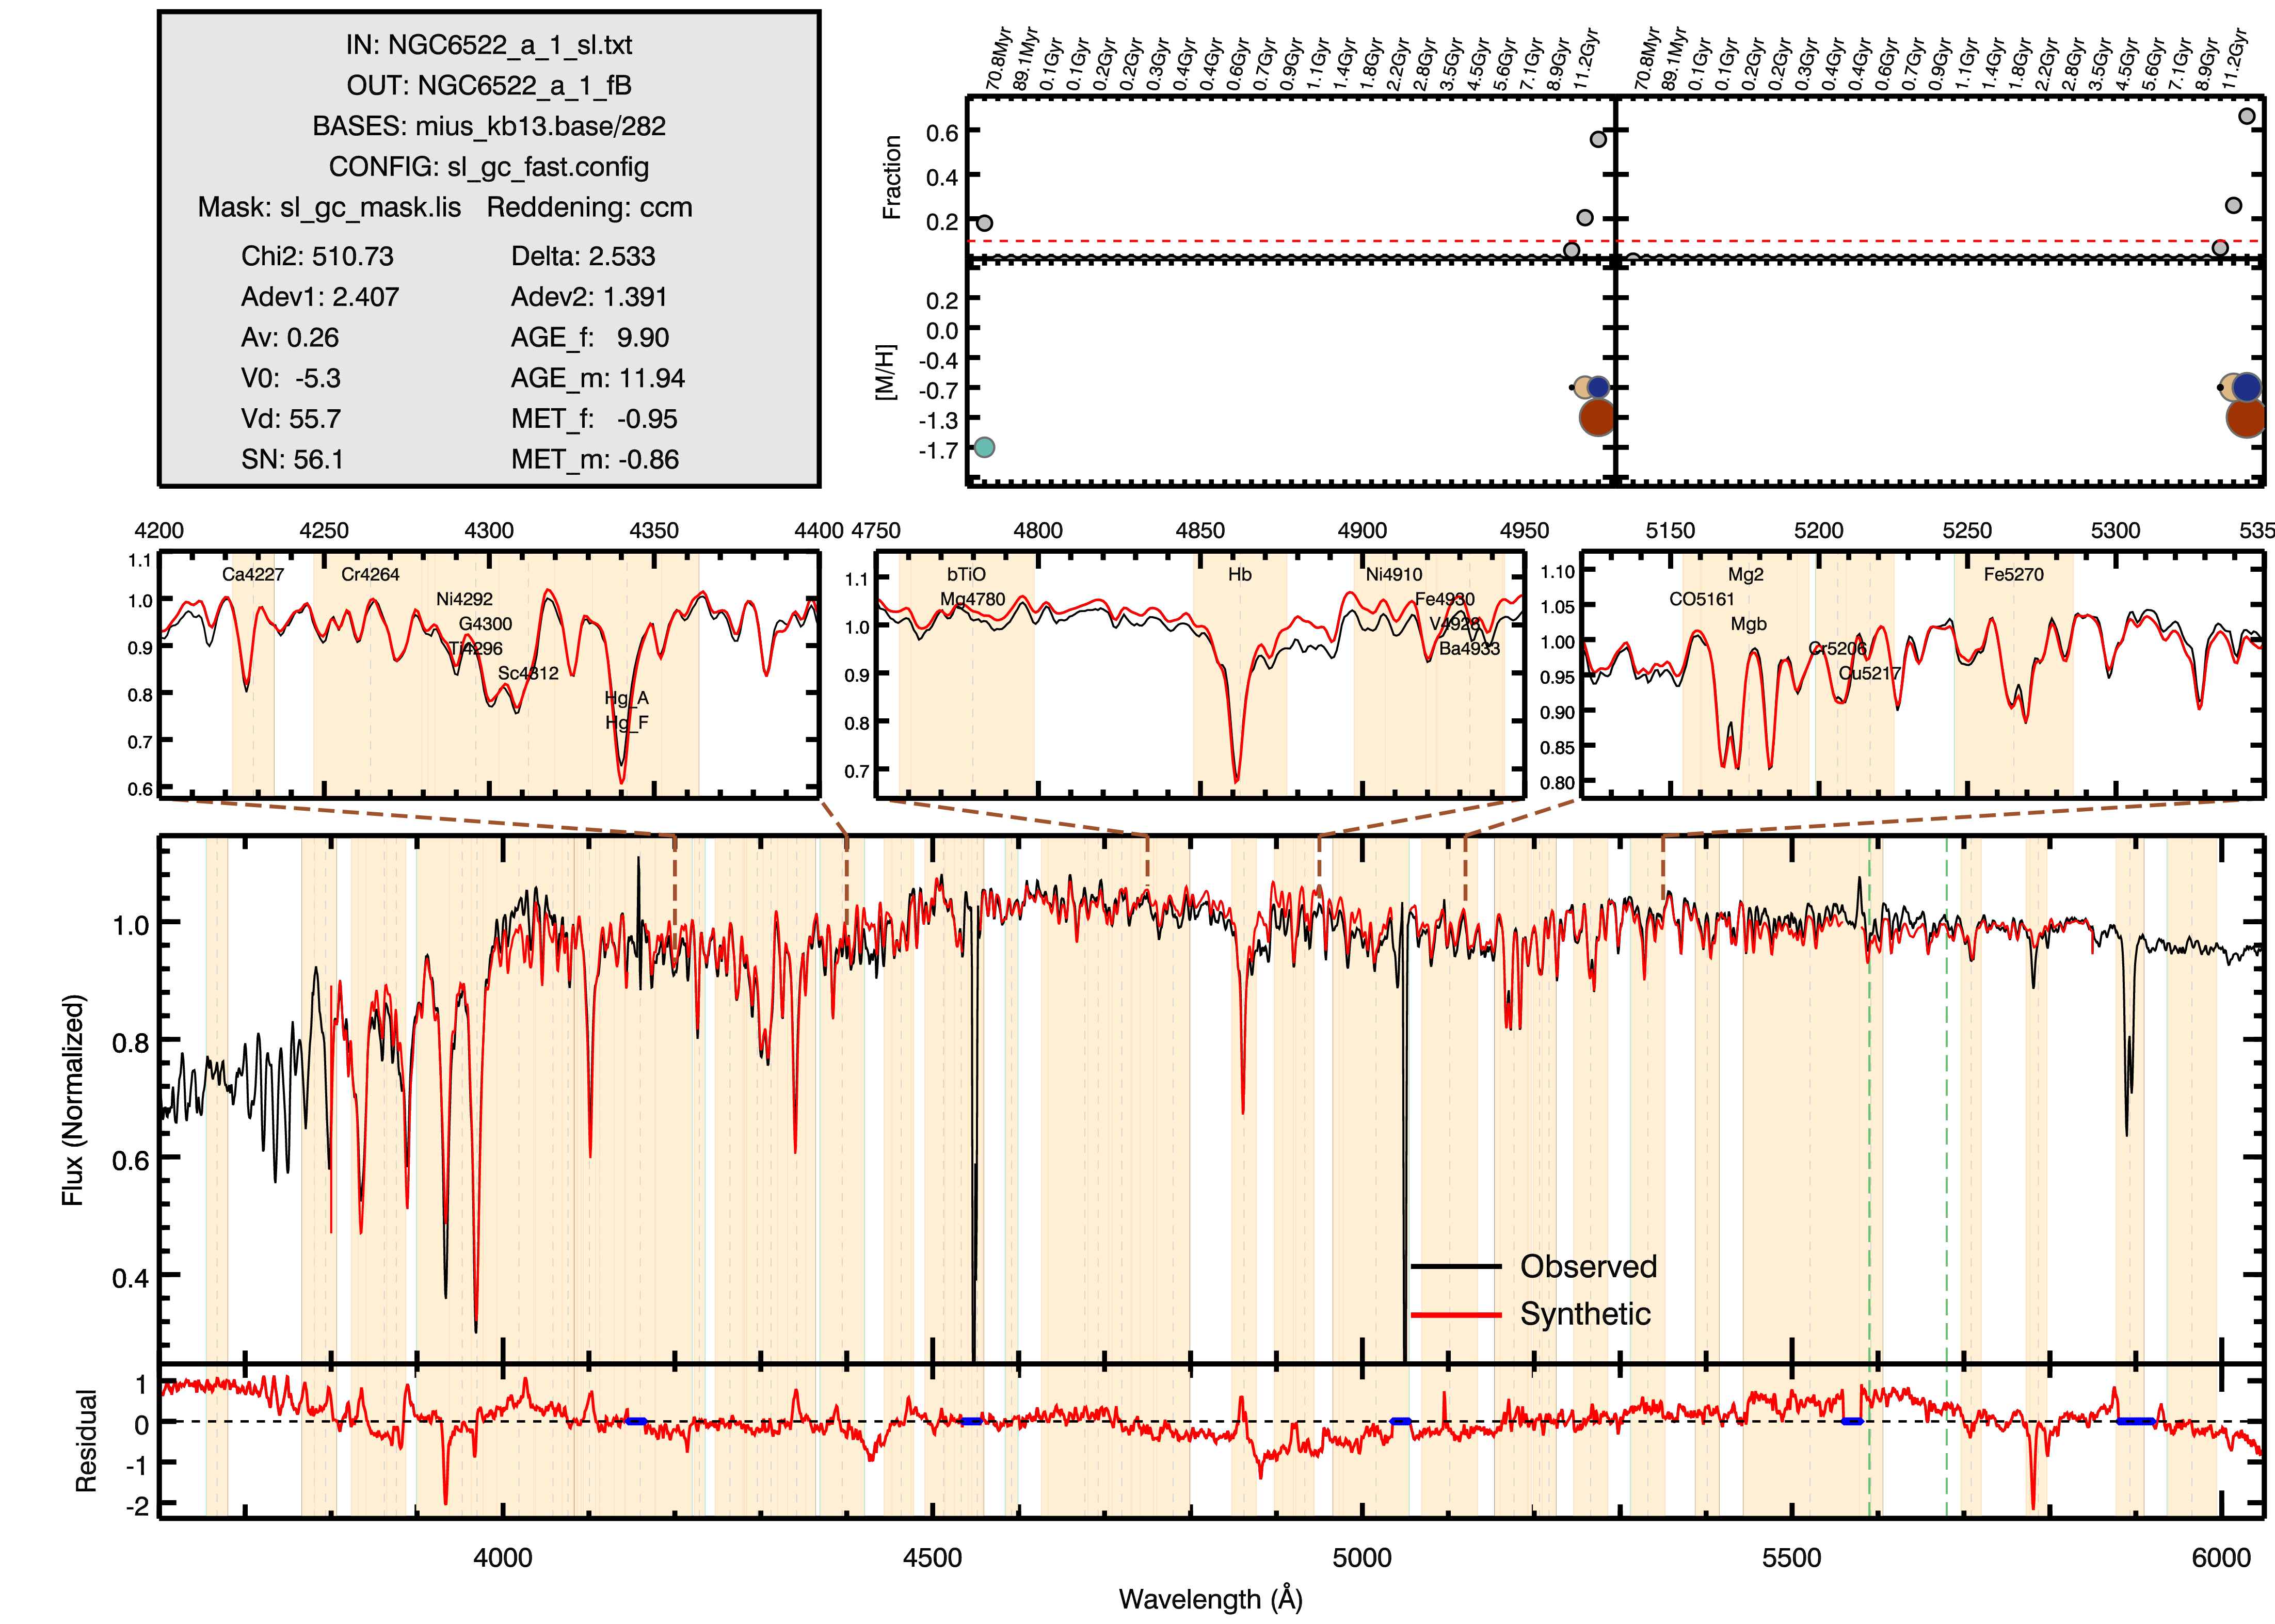 IN: NGC6522_a_1_sl.txt
OUT: NGC6522_a_1_fB
BASES: mius_kb13.base/282
CONFIG: sl_gc_fast.config
Mask: sl_gc_mask.lis Reddening: ccm
Chi2: 510.73 Delta: 2.533
Adev1: 2.407 Adev2: 1.391
Av: 0.26 AGE_f: 9.90
V0: -5.3 AGE_m: 11.94
Vd: 55.7 MET_f: -0.95
SN: 56.1 MET_m: -0.86
70.8Myr 89.1Myr 0.1Gyr 0.1Gyr 0.2Gyr 0.2Gyr 0.3Gyr 0.4Gyr 0.4Gyr 0.6Gyr 0.7Gyr 0.9Gyr 1.1Gyr 1.4Gyr 1.8Gyr 2.2Gyr 2.8Gyr 3.5Gyr 4.5Gyr 5.6Gyr 7.1Gyr 8.9Gyr 11.2Gyr
70.8Myr 89.1Myr 0.1Gyr 0.1Gyr 0.2Gyr 0.2Gyr 0.3Gyr 0.4Gyr 0.4Gyr 0.6Gyr 0.7Gyr 0.9Gyr 1.1Gyr 1.4Gyr 1.8Gyr 2.2Gyr 2.8Gyr 3.5Gyr 4.5Gyr 5.6Gyr 7.1Gyr 8.9Gyr 11.2Gyr
Fraction
0.6
0.4
0.2
[M/H]
0.2
0.0
-0.4
-0.7
-1.3
-1.7
4200 4250 4300 4350 4400
1.1
1.0
0.9
0.8
0.7
0.6
Ca4227 Cr4264
Ni4292
G4300
Ti4296
Sc4312
Hg_A
Hg_F
4750 4800 4850 4900 4950
1.1
1.0
0.9
0.8
0.7
bTiO Hb Ni4910
Mg4780 Fe4930
V4928
Ba4933
5150 5200 5250 5300 535
1.10
1.05
1.00
0.95
0.90
0.85
0.80
Mg2 Fe5270
CO5161
Mgb
Cr5206
Cu5217
Flux (Normalized)
1.0
0.8
0.6
0.4
Observed
Synthetic
Residual
1
0
-1
-2
4000 4500 5000 5500 6000
Wavelength (Å)